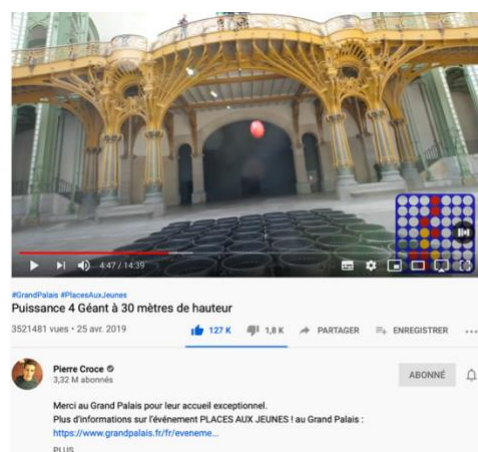 4:47 / 14:39
#GrandPalais #PlacesAuxJeunes
Puissance 4 Géant à 30 mètres de hauteur
3521481 vues • 25 avr. 2019
127 K
1,8 K
PARTAGER
ENREGISTRER
Pierre Croce
3,32 M abonnés
ABONNÉ
Merci au Grand Palais pour leur accueil exceptionnel.
Plus d'informations sur l'événement PLACES AUX JEUNES ! au Grand Palais :
https://www.grandpalais.fr/fr/eveneme...
PLUS